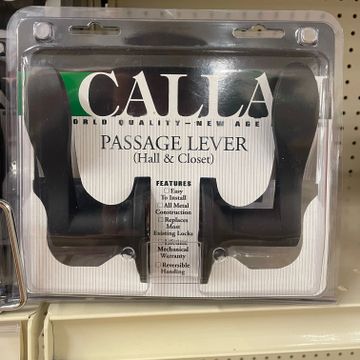 CALLA
ORLD QUALITY—NEW AGE
PASSAGE LEVER
(Hall & Closet)
FEATURES
Easy
To Install
All Metal
Construction
Replaces
Most
Existing Locks
Lifetime
Mechanical
Warranty
Reversible
Handing